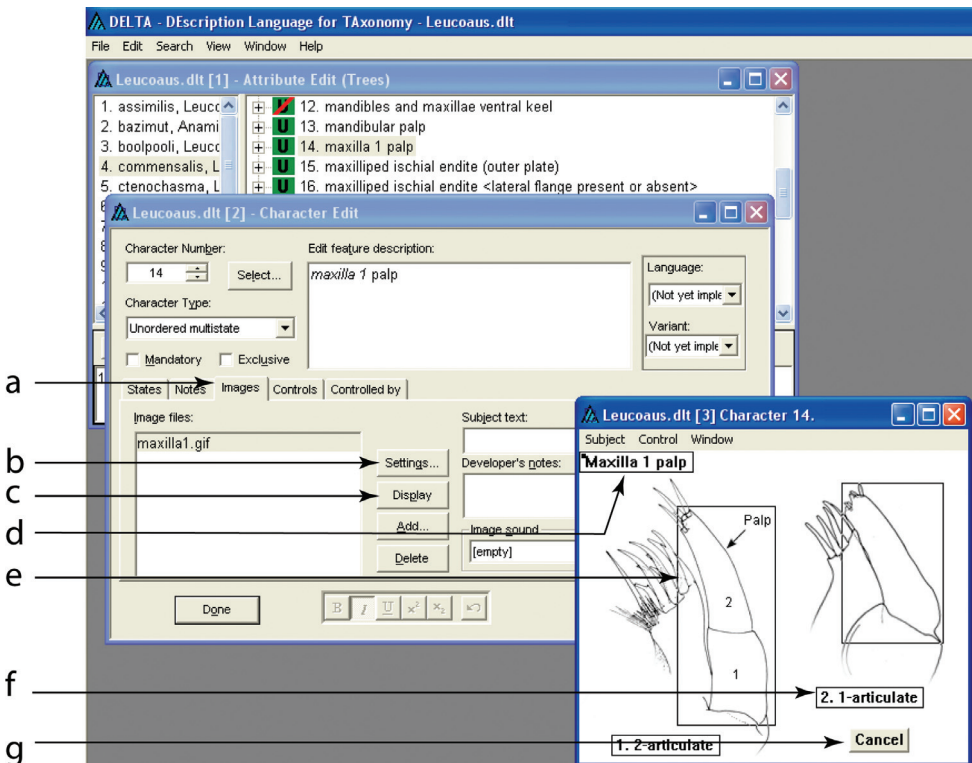 DELTA - DEscription Language for TAxonomy - Leucoaus.dlt
File Edit Search View Window Help
Leucoaus.dlt [1] - Attribute Edit (Trees)
1. assimilis, Leucc
2. bazimut, Anami
3. boolpooli, Leucc
4. commensalis, L
5. ctenochasma, L
12. mandibles and maxillae ventral keel
U 13. mandibular palp
U 14. maxilla 1 palp
U 15. maxilliped ischial endite (outer plate)
U 16. maxilliped ischial endite <lateral flange present or absent>
Leucoaus.dlt [2] - Character Edit
Character Number:
14
Select...
Character Type:
Unordered multistate
Mandatory Exclusive
Edit feature description:
maxilla 1 palp
Language:
(Not yet imple
Variant:
(Not yet imple
States Notes Images Controls Controlled by
Image files:
maxilla1.gif
Settings...
Display
Add...
Delete
Subject text:
Developer's notes:
Image sound
[empty]
Done
B I U x² x₂
Leucoaus.dlt [3] Character 14.
Subject Control Window
Maxilla 1 palp
Palp
2
1
2. 1-articulate
1. 2-articulate
Cancel
a
b
c
d
e
f
g